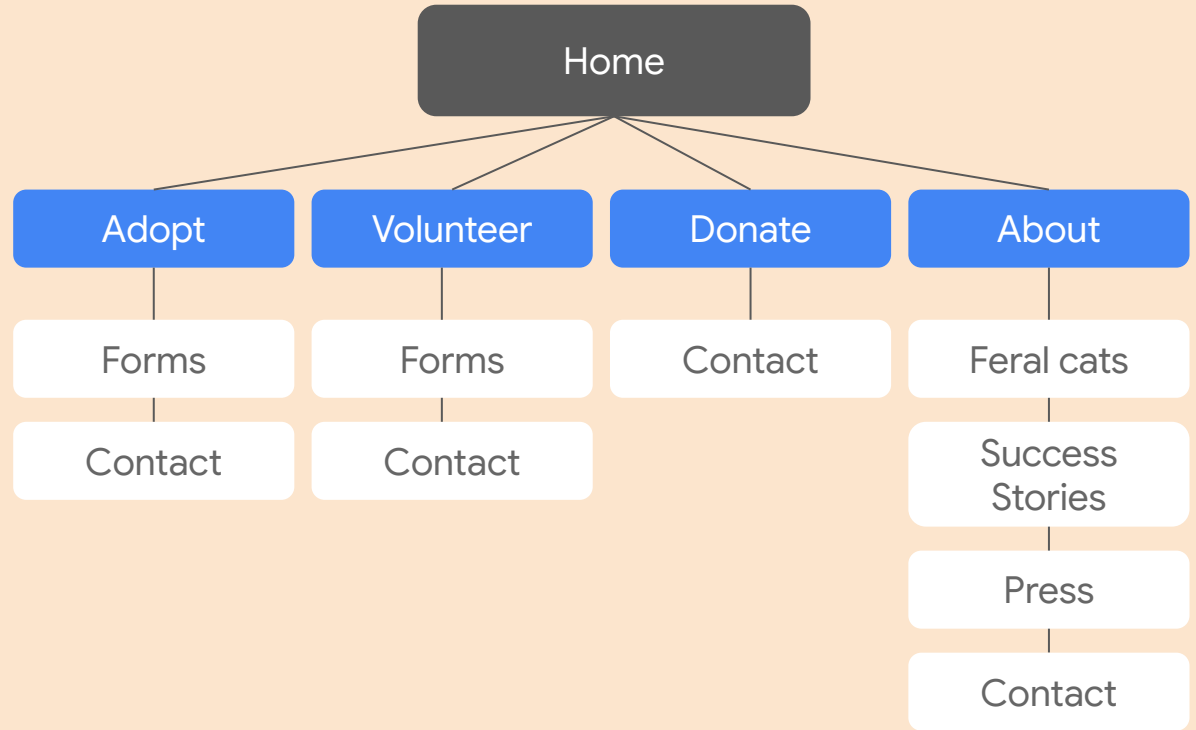 Home
Adopt
Volunteer
Donate
About
Forms
Forms
Contact
Feral cats
Contact
Contact
Success
Stories
Press
Contact